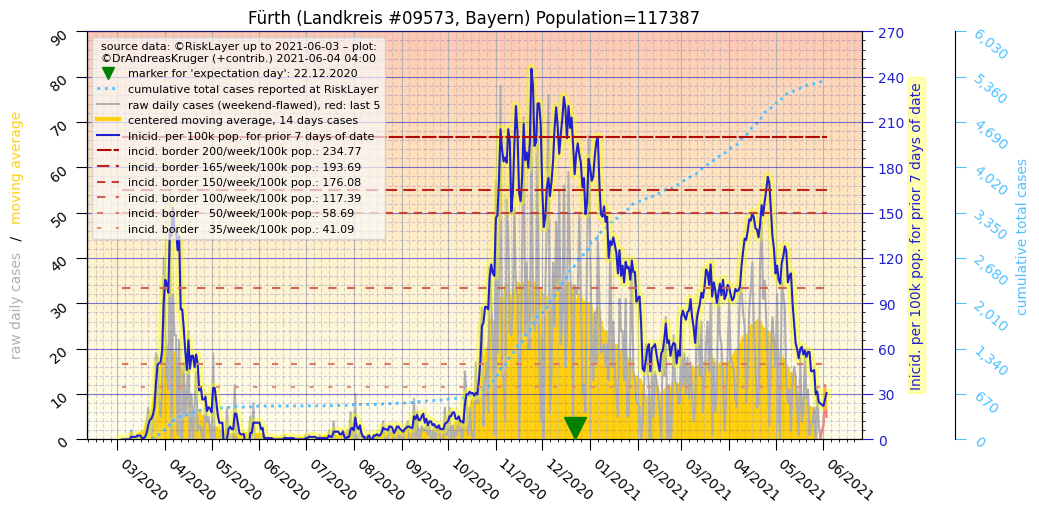 Fürth (Landkreis #09573, Bayern) Population=117387
source data: ©RiskLayer up to 2021-06-03 – plot:
©DrAndreasKruger (+contrib.) 2021-06-04 04:00
marker for 'expectation day': 22.12.2020
cumulative total cases reported at RiskLayer
raw daily cases (weekend-flawed), red: last 5
centered moving average, 14 days cases
Inicid. per 100k pop. for prior 7 days of date
incid. border 200/week/100k pop.: 234.77
incid. border 165/week/100k pop.: 193.69
incid. border 150/week/100k pop.: 176.08
incid. border 100/week/100k pop.: 117.39
incid. border 50/week/100k pop.: 58.69
incid. border 35/week/100k pop.: 41.09
raw daily cases / moving average
90
80
70
60
50
40
30
20
10
0
03/2020
04/2020
05/2020
06/2020
07/2020
08/2020
09/2020
10/2020
11/2020
12/2020
01/2021
02/2021
03/2021
04/2021
05/2021
06/2021
270
240
210
180
150
120
90
60
30
0
Inicid. per 100k pop. for prior 7 days of date
6,030
5,360
4,690
4,020
3,350
2,680
2,010
1,340
670
0
cumulative total cases